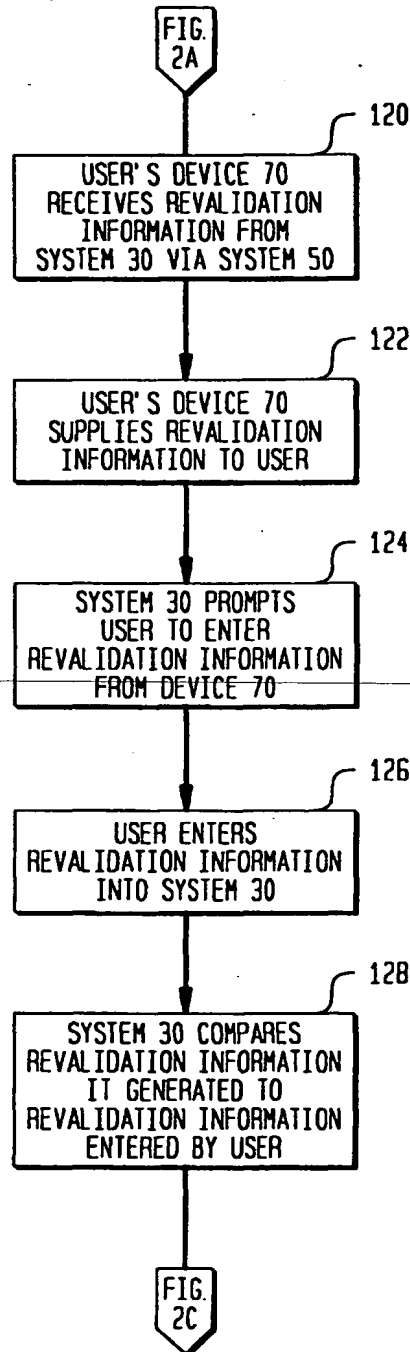 FIG.
2A
120
USER'S DEVICE 70
RECEIVES REVALIDATION
INFORMATION FROM
SYSTEM 30 VIA SYSTEM 50
122
USER'S DEVICE 70
SUPPLIES REVALIDATION
INFORMATION TO USER
124
SYSTEM 30 PROMPTS
USER TO ENTER
REVALIDATION INFORMATION
FROM DEVICE 70
126
USER ENTERS
REVALIDATION INFORMATION
INTO SYSTEM 30
128
SYSTEM 30 COMPARES
REVALIDATION INFORMATION
IT GENERATED TO
REVALIDATION INFORMATION
ENTERED BY USER
FIG.
2C